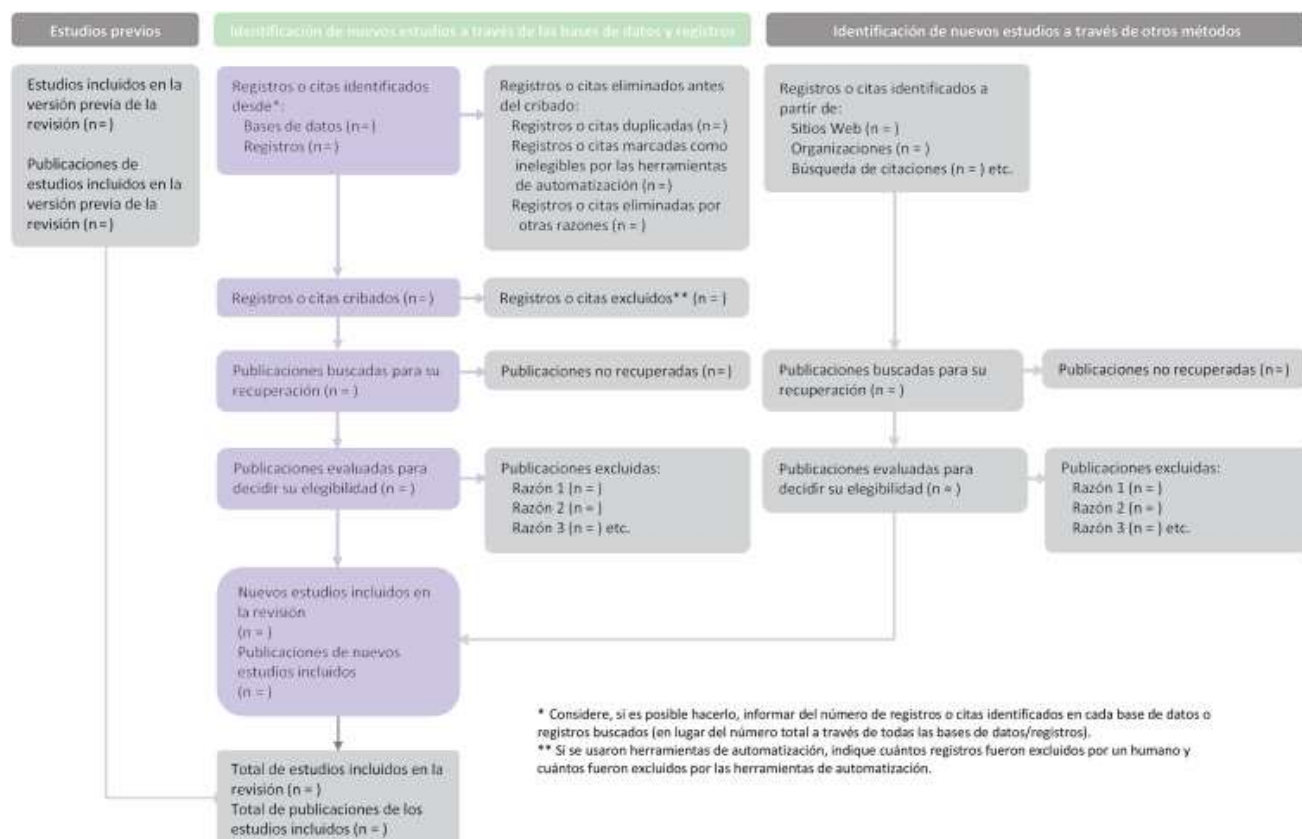 Estudios previos
Identificación de nuevos estudios a través de las bases de datos y registros
Identificación de nuevos estudios a través de otros métodos
Estudios incluidos en la
versión previa de la
revisión (n= )
Publicaciones de
estudios incluidos en la
versión previa de la
revisión (n= )
Registros o citas identificados
desde*:
Bases de datos (n= )
Registros (n= )
Registros o citas eliminados antes
del cribado:
Registros o citas duplicadas (n= )
Registros o citas marcadas como
inelegibles por las herramientas
de automatización (n= )
Registros o citas eliminadas por
otras razones (n = )
Registros o citas identificados a
partir de:
Sitios Web (n = )
Organizaciones (n = )
Búsqueda de citaciones (n = ) etc.
Registros o citas cribados (n= )
Registros o citas excluidos** (n = )
Publicaciones buscadas para su
recuperación (n = )
Publicaciones no recuperadas (n= )
Publicaciones buscadas para su
recuperación (n = )
Publicaciones no recuperadas (n= )
Publicaciones evaluadas para
decidir su elegibilidad (n = )
Publicaciones excluidas:
Razón 1 (n = )
Razón 2 (n = )
Razón 3 (n = ) etc.
Publicaciones evaluadas para
decidir su elegibilidad (n = )
Publicaciones excluidas:
Razón 1 (n = )
Razón 2 (n = )
Razón 3 (n = ) etc.
Nuevos estudios incluidos en
la revisión
(n = )
Publicaciones de nuevos
estudios incluidos
(n = )
* Considere, si es posible hacerlo, informar del número de registros o citas identificados en cada base de datos o
registros buscados (en lugar del número total a través de todas las bases de datos/registros).
** Si se usaron herramientas de automatización, indique cuántos registros fueron excluidos por un humano y
cuántos fueron excluidos por las herramientas de automatización.
Total de estudios incluidos en la
revisión (n = )
Total de publicaciones de los
estudios incluidos (n = )